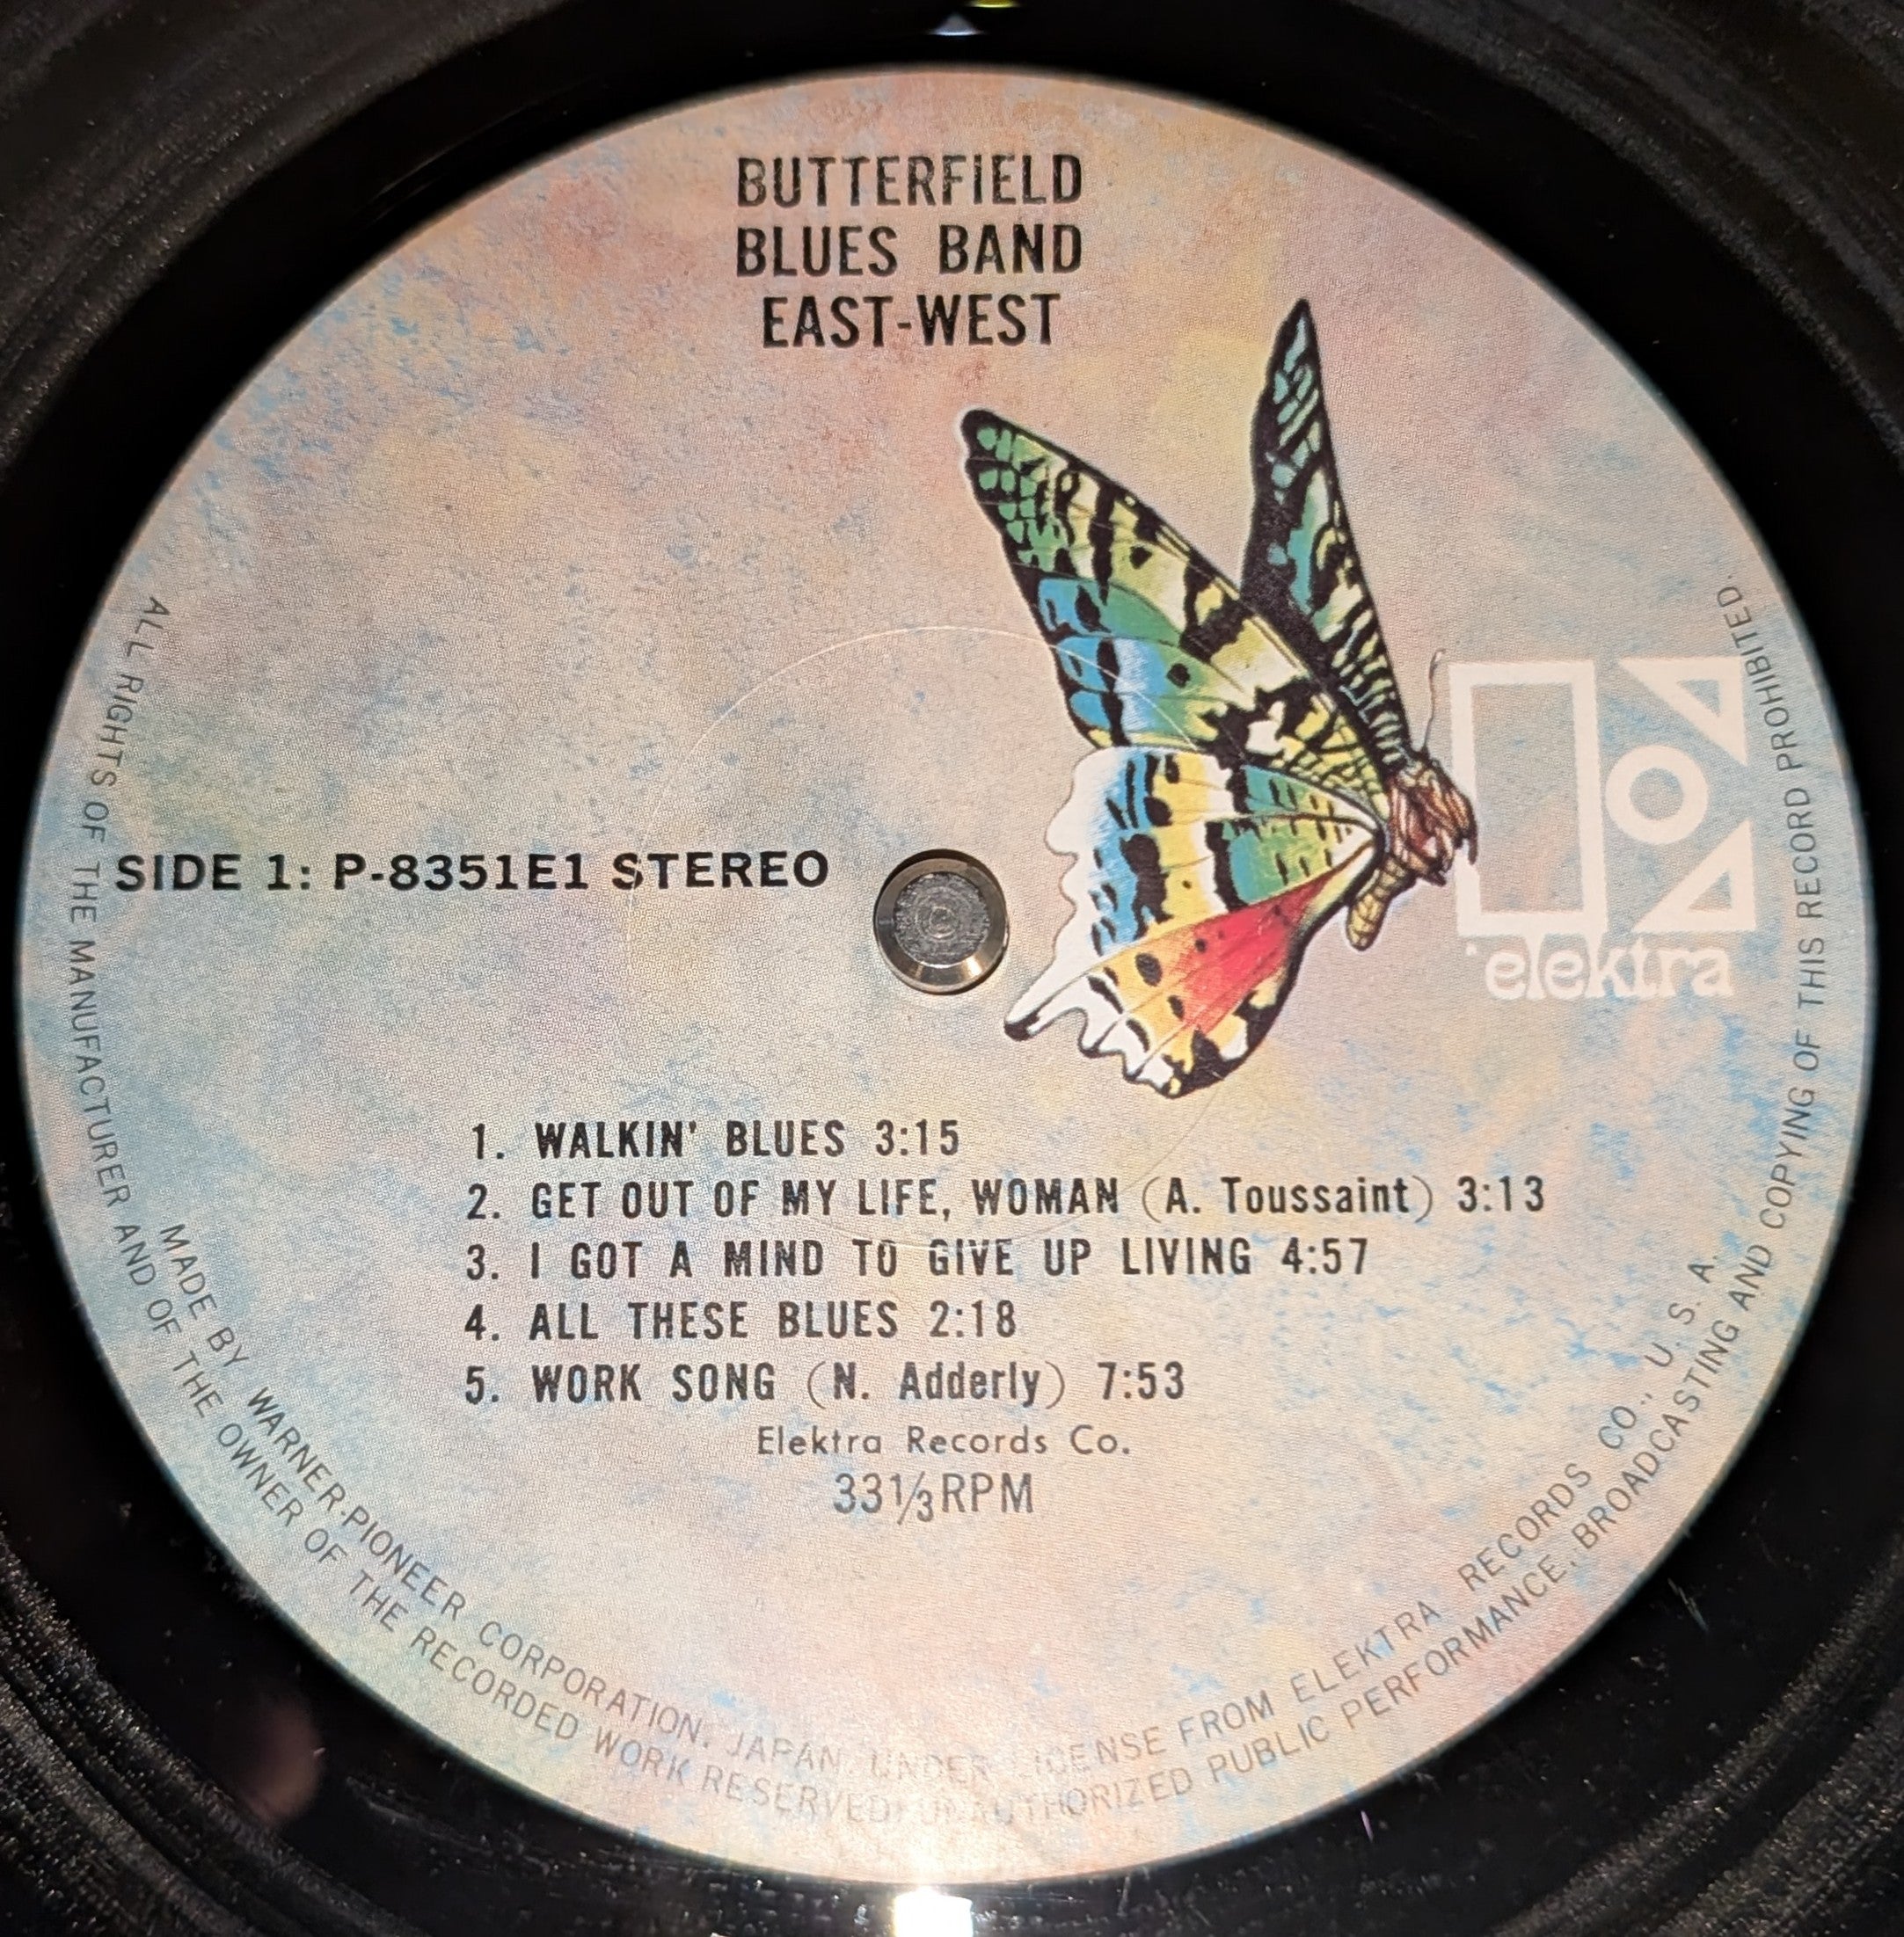 BUTTERFIELD
BLUES BAND
EAST-WEST
elektra
SIDE 1: P-8351E1 STEREO
1. WALKIN' BLUES 3:15
2. GET OUT OF MY LIFE, WOMAN (A. Toussaint) 3:13
3. I GOT A MIND TO GIVE UP LIVING 4:57
4. ALL THESE BLUES 2:18
5. WORK SONG (N. Adderly) 7:53
Elektra Records Co.
33 1/3 RPM
MADE BY WARNER-PIONEER CORPORATION. JAPAN. UNDER LICENSE FROM ELEKTRA RECORDS CO., U. S. A.
ALL RIGHTS OF THE MANUFACTURER AND OF THE OWNER OF THE RECORDED WORK RESERVED. UNAUTHORIZED PUBLIC PERFORMANCE, BROADCASTING AND COPYING OF THIS RECORD PROHIBITED.